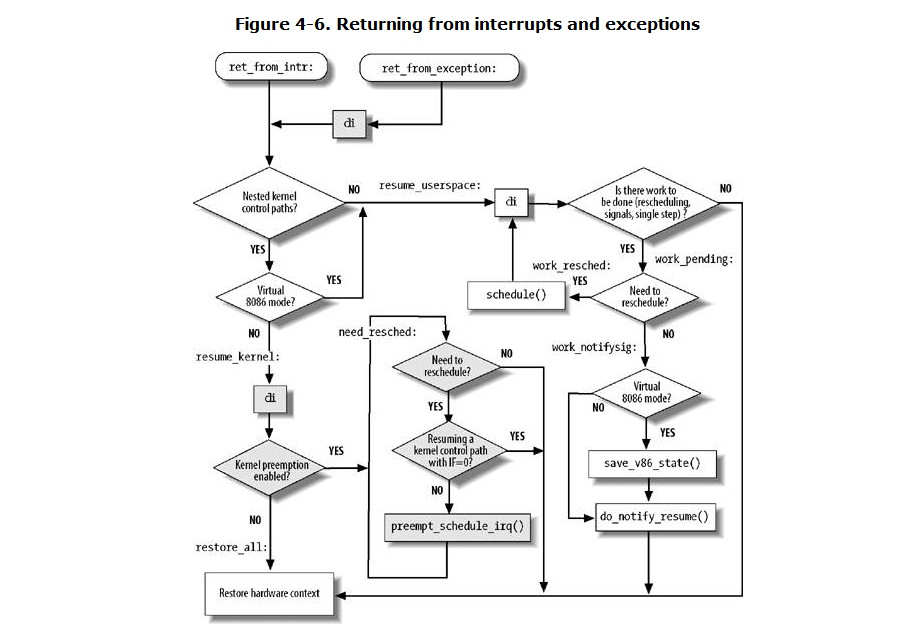 Figure 4-6. Returning from interrupts and exceptions
ret_from_intr:
ret_from_exception:
di
Nested kernel
control paths?
NO
resume_userspace:
di
Is there work to
be done (rescheduling,
signals, single step) ?
NO
YES
YES
work_pending:
Virtual
8086 mode?
YES
work_resched:
YES
schedule()
Need to
reschedule?
NO
NO
resume_kernel:
need_resched:
work_notifysig:
Need to
reschedule?
NO
Virtual
8086 mode?
di
YES
NO
YES
Kernel preemption
enabled?
YES
Resuming a
kernel control path
with IF=0?
YES
save_v86_state()
NO
NO
preempt_schedule_irq()
do_notify_resume()
restore_all:
Restore hardware context